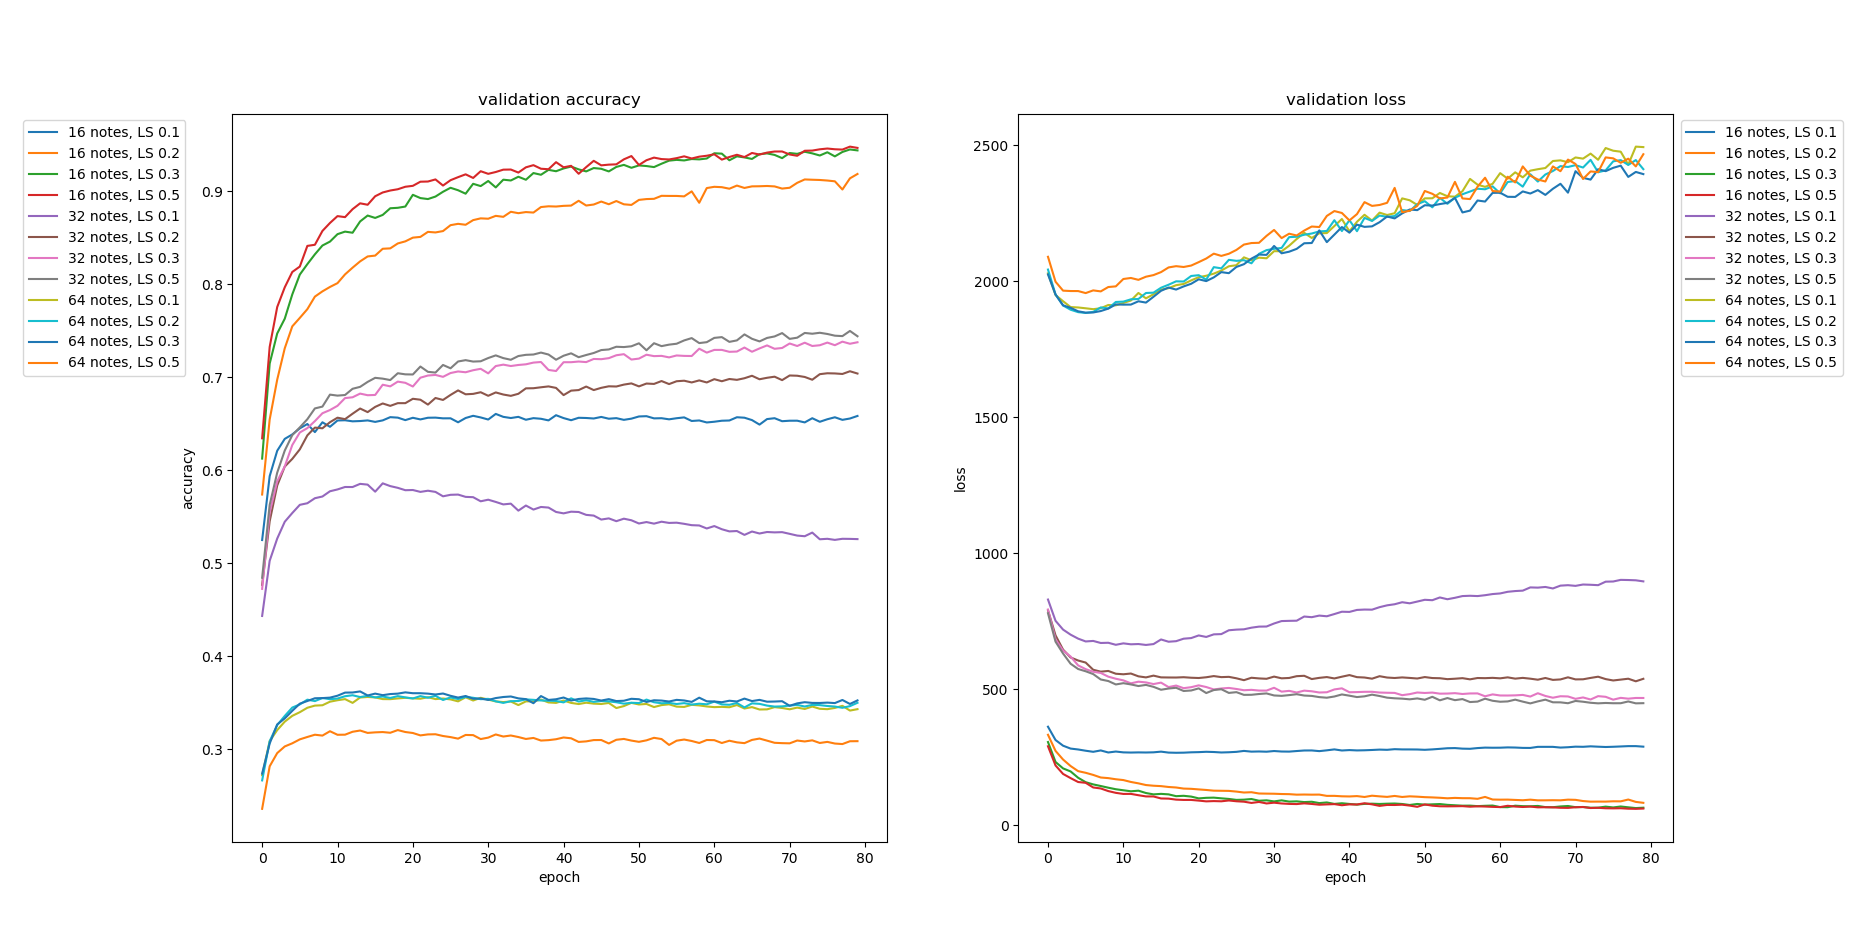 validation accuracy
16 notes, LS 0.1
16 notes, LS 0.2
16 notes, LS 0.3
16 notes, LS 0.5
32 notes, LS 0.1
32 notes, LS 0.2
32 notes, LS 0.3
32 notes, LS 0.5
64 notes, LS 0.1
64 notes, LS 0.2
64 notes, LS 0.3
64 notes, LS 0.5
accuracy
0.9
0.8
0.7
0.6
0.5
0.4
0.3
0 10 20 30 40 50 60 70 80
epoch
validation loss
loss
2500
2000
1500
1000
500
0
0 10 20 30 40 50 60 70 80
epoch
16 notes, LS 0.1
16 notes, LS 0.2
16 notes, LS 0.3
16 notes, LS 0.5
32 notes, LS 0.1
32 notes, LS 0.2
32 notes, LS 0.3
32 notes, LS 0.5
64 notes, LS 0.1
64 notes, LS 0.2
64 notes, LS 0.3
64 notes, LS 0.5